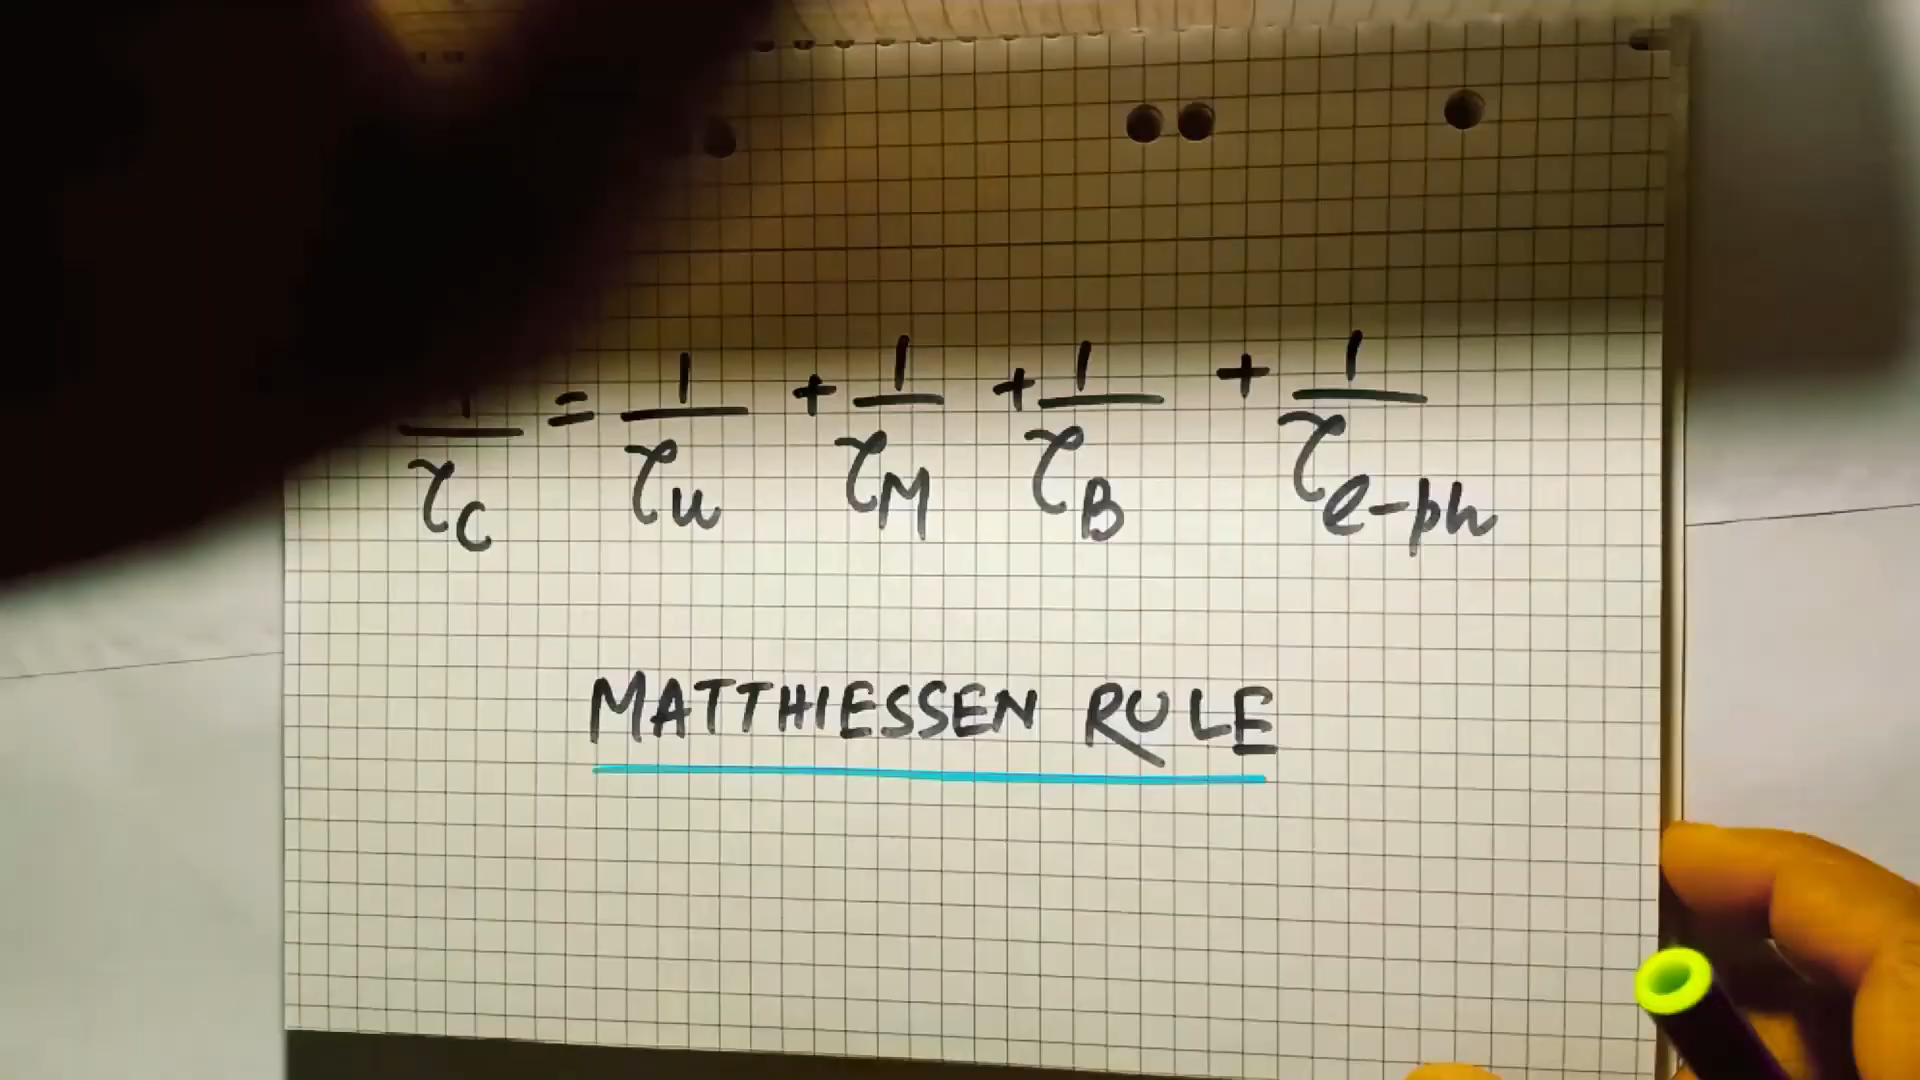 1/τc = 1/τu + 1/τM + 1/τB + 1/τe-ph
MATTHIESSEN RULE